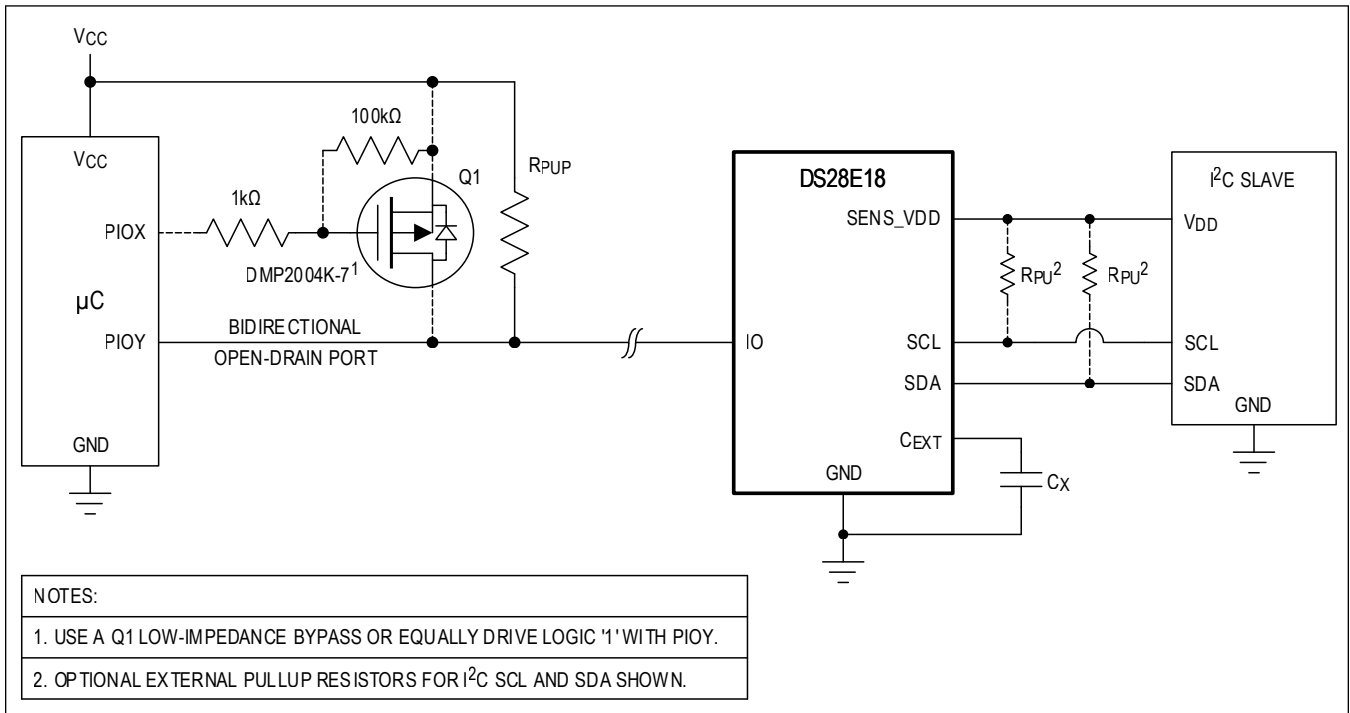 VCC
100kΩ
RPUP
Q1
1kΩ
DMP2004K-7¹
VCC
PIOX
µC
PIOY
GND
BIDIRECTIONAL
OPEN-DRAIN PORT
DS28E18
SENS_VDD
IO
SCL
SDA
CEXT
GND
CX
RPU²
RPU²
I²C SLAVE
VDD
SCL
SDA
GND
NOTES:
1. USE A Q1 LOW-IMPEDANCE BYPASS OR EQUALLY DRIVE LOGIC '1' WITH PIOY.
2. OPTIONAL EXTERNAL PULLUP RESISTORS FOR I²C SCL AND SDA SHOWN.